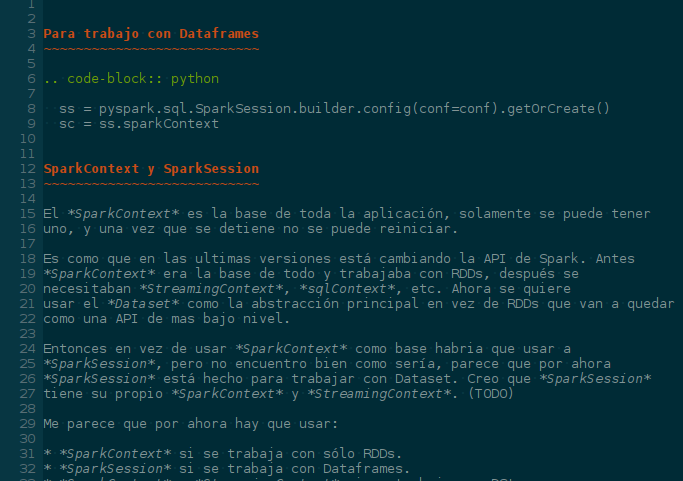 1
2
3 Para trabajo con Dataframes
4 ~~~~~~~~~~~~~~~~~~~~~~~~~~~
5
6 .. code-block:: python
7
8 ss = pyspark.sql.SparkSession.builder.config(conf=conf).getOrCreate()
9 sc = ss.sparkContext
10
11
12 SparkContext y SparkSession
13 ~~~~~~~~~~~~~~~~~~~~~~~~~~~
14
15 El *SparkContext* es la base de toda la aplicación, solamente se puede tener
16 uno, y una vez que se detiene no se puede reiniciar.
17
18 Es como que en las ultimas versiones está cambiando la API de Spark. Antes
19 *SparkContext* era la base de todo y trabajaba con RDDs, después se
20 necesitaban *StreamingContext*, *sqlContext*, etc. Ahora se quiere
21 usar el *Dataset* como la abstracción principal en vez de RDDs que van a quedar
22 como una API de mas bajo nivel.
23
24 Entonces en vez de usar *SparkContext* como base habria que usar a
25 *SparkSession*, pero no encuentro bien como sería, parece que por ahora
26 *SparkSession* está hecho para trabajar con Dataset. Creo que *SparkSession*
27 tiene su propio *SparkContext* y *StreamingContext*. (TODO)
28
29 Me parece que por ahora hay que usar:
30
31 * *SparkContext* si se trabaja con sólo RDDs.
32 * *SparkSession* si se trabaja con Dataframes.